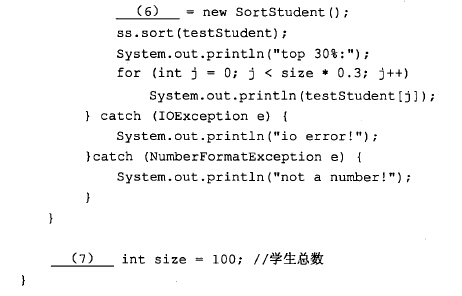 (6) = new SortStudent();
ss.sort(testStudent);
System.out.println("top 30%:");
for (int j = 0; j < size * 0.3; j++)
System.out.println(testStudent[j]);
} catch (IOException e) {
System.out.println("io error!");
}catch (NumberFormatException e) {
System.out.println("not a number!");
}
}
(7) int size = 100; //学生总数
}